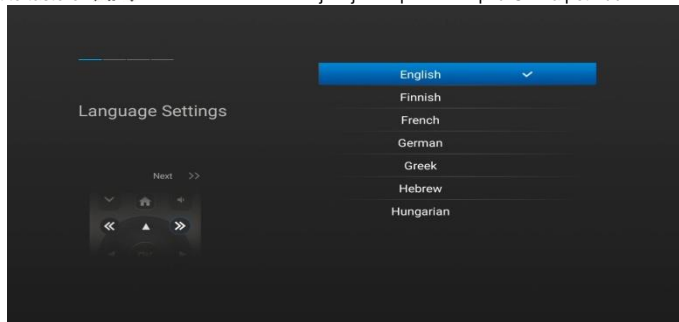 English
Finnish
Language Settings
French
German
Greek
Next >>
Hebrew
Hungarian